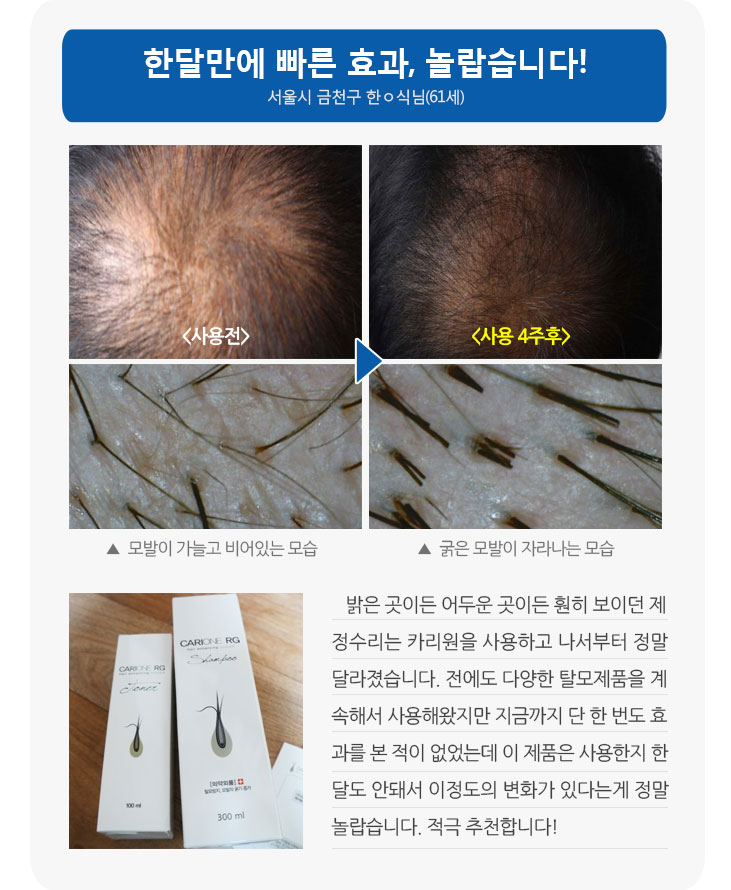 한달만에 빠른 효과, 놀랍습니다!
서울시 금천구 한ㅇ식님(61세)
<사용전>
<사용 4주후>
▲ 모발이 가늘고 비어있는 모습
▲ 굵은 모발이 자라나는 모습
밝은 곳이든 어두운 곳이든 훤히 보이던 제
정수리는 카리원을 사용하고 나서부터 정말
달라졌습니다. 전에도 다양한 탈모제품을 계
속해서 사용해왔지만 지금까지 단 한 번도 효
과를 본 적이 없었는데 이 제품은 사용한지 한
달도 안돼서 이정도의 변화가 있다는게 정말
놀랍습니다. 적극 추천합니다!
CARIONE RG
Toner
100 ml
CARIONE RG
Shampoo
[의약외품]
탈모방지, 모발의 굵기 증가
300 ml